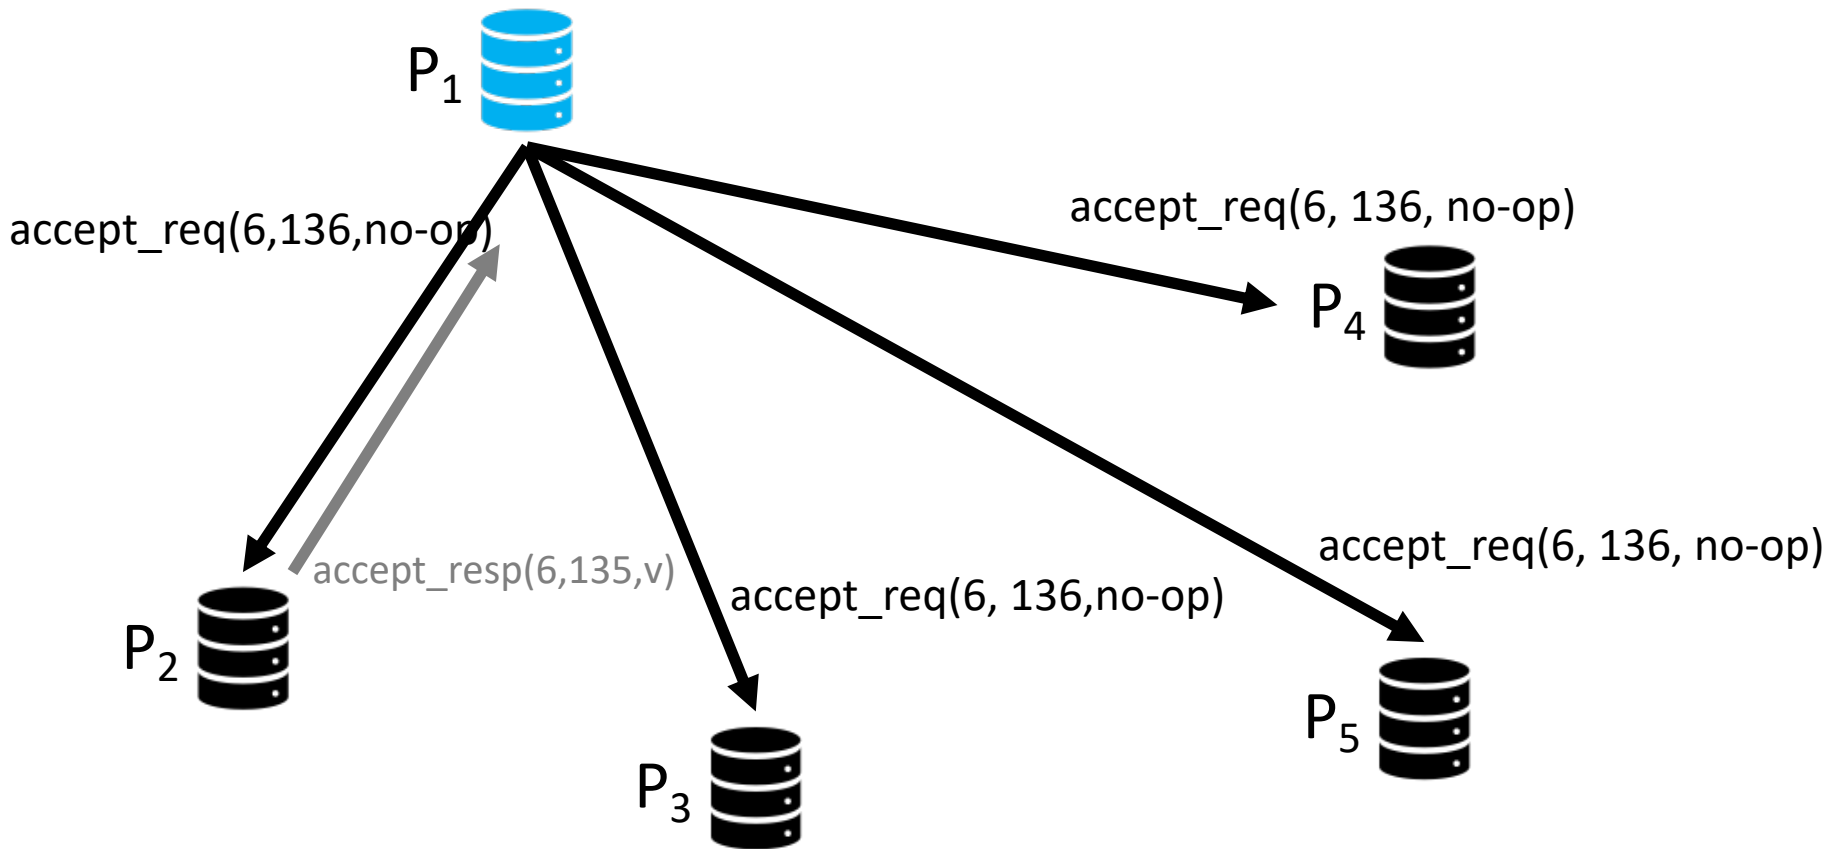 P1
accept_req(6,136,no-op)
accept_req(6, 136, no-op)
P4
accept_resp(6,135,v)
accept_req(6, 136,no-op)
accept_req(6, 136, no-op)
P2
P3
P5